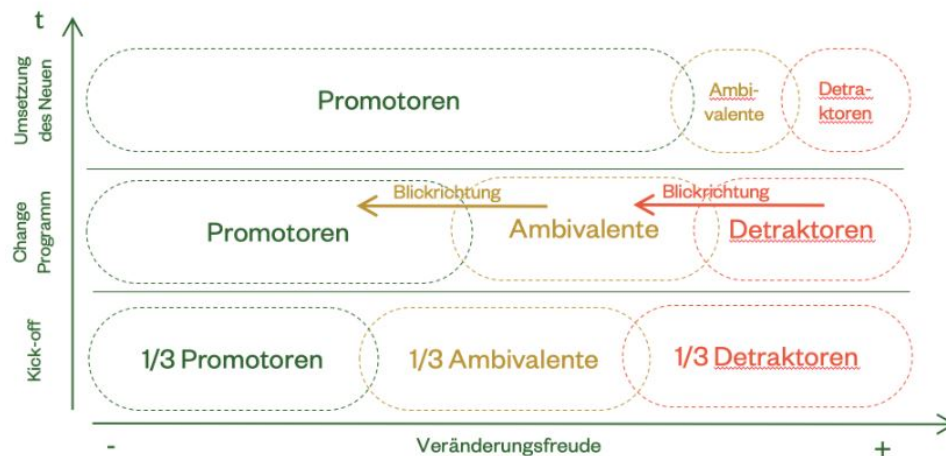 t
Umsetzung
des Neuen
Promotoren
Ambi-
valente
Detra-
ktoren
Change
Programm
Blickrichtung
Blickrichtung
Promotoren
Ambivalente
Detraktoren
Kick-off
1/3 Promotoren
1/3 Ambivalente
1/3 Detraktoren
-
Veränderungsfreude
+